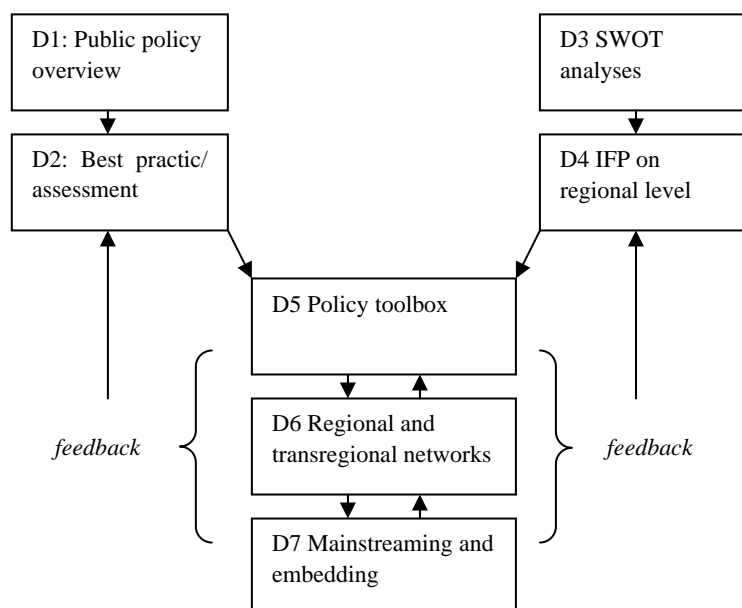 D1: Public policy
overview
D3 SWOT
analyses
D2: Best practic/
assessment
D4 IFP on
regional level
D5 Policy toolbox
feedback
D6 Regional and
transregional networks
feedback
D7 Mainstreaming and
embedding